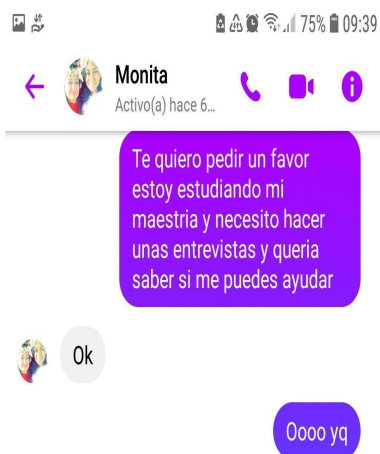 75% 09:39
Monita
Activo(a) hace 6...
Te quiero pedir un favor
estoy estudiando mi
maestria y necesito hacer
unas entrevistas y queria
saber si me puedes ayudar
Ok
Oooo yq